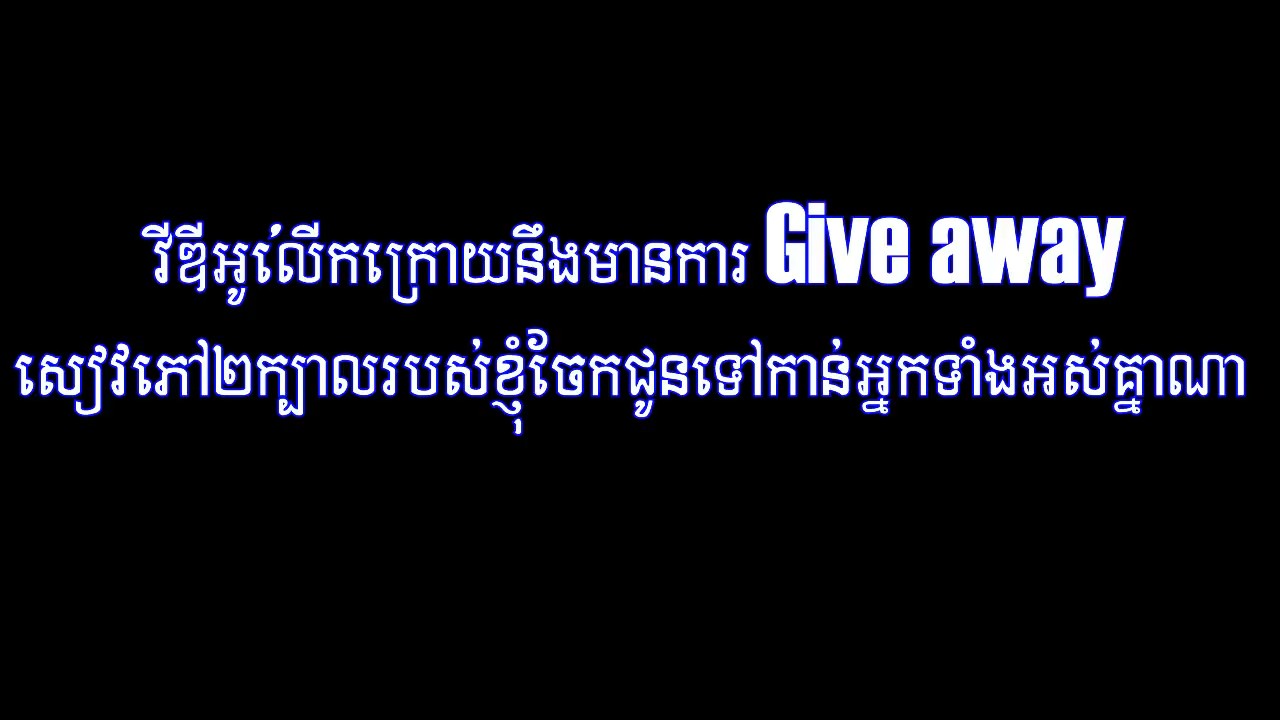 វីឌីអូលើ់កក្រោយនឹងមានការ Give away
សៀវភៅ២ក្បាលរបស់ខ្ញុំចែកជូនទៅកាន់អ្នកទាំងអស់គ្នាណា